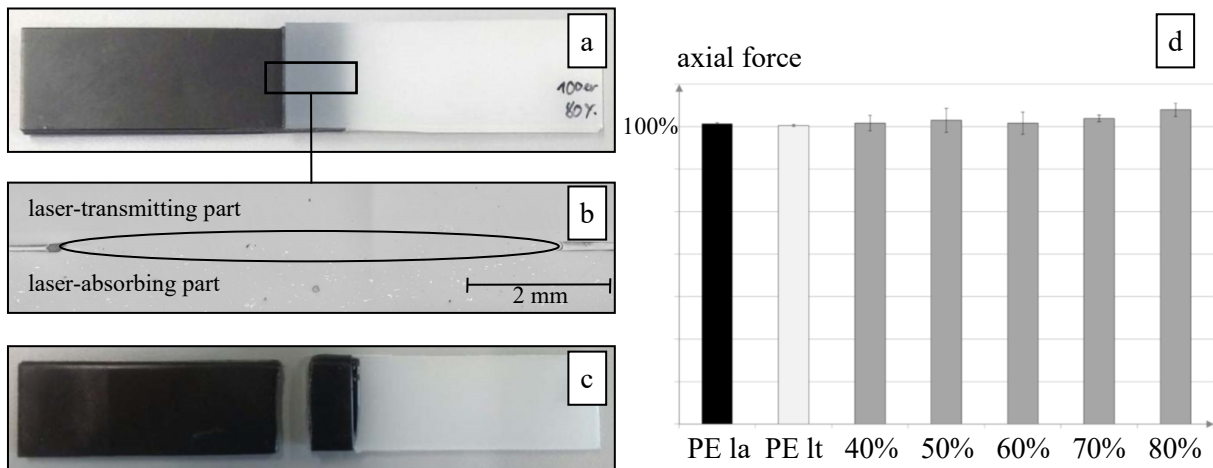 a
100er
80%
laser-transmitting part
b
laser-absorbing part
2 mm
c
d
axial force
100%
PE la PE lt 40% 50% 60% 70% 80%